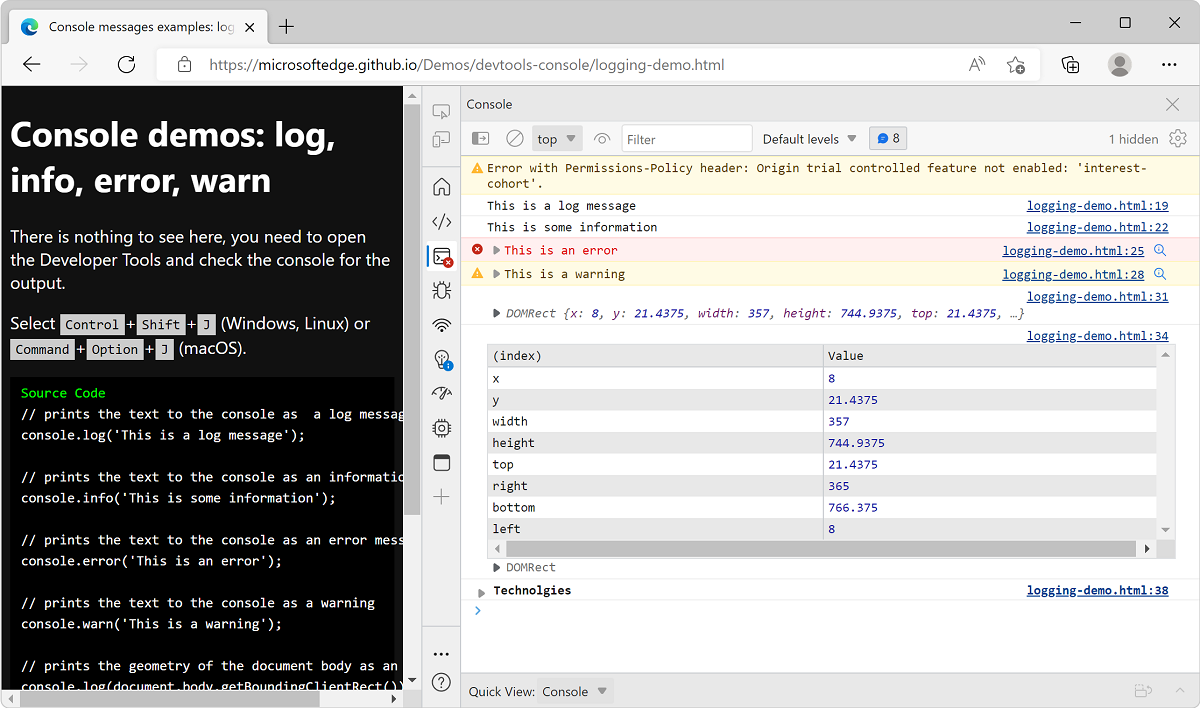 Console messages examples: log
https://microsoftedge.github.io/Demos/devtools-console/logging-demo.html
Console demos: log,
info, error, warn
There is nothing to see here, you need to open
the Developer Tools and check the console for the
output.
Select Control+Shift+J (Windows, Linux) or
Command+Option+J (macOS).
Source Code
// prints the text to the console as  a log messag
console.log('This is a log message');
// prints the text to the console as an informatio
console.info('This is some information');
// prints the text to the console as an error mess
console.error('This is an error');
// prints the text to the console as a warning
console.warn('This is a warning');
// prints the geometry of the document body as an
console.log(document.body.getBoundingClientRect())
Console
top Filter Default levels 8 1 hidden
Error with Permissions-Policy header: Origin trial controlled feature not enabled: 'interest-
cohort'.
This is a log message logging-demo.html:19
This is some information logging-demo.html:22
This is an error logging-demo.html:25
This is a warning logging-demo.html:28
logging-demo.html:31
DOMRect {x: 8, y: 21.4375, width: 357, height: 744.9375, top: 21.4375, …}
logging-demo.html:34
(index) Value
x 8
y 21.4375
width 357
height 744.9375
top 21.4375
right 365
bottom 766.375
left 8
DOMRect
Technolgies logging-demo.html:38
Quick View: Console